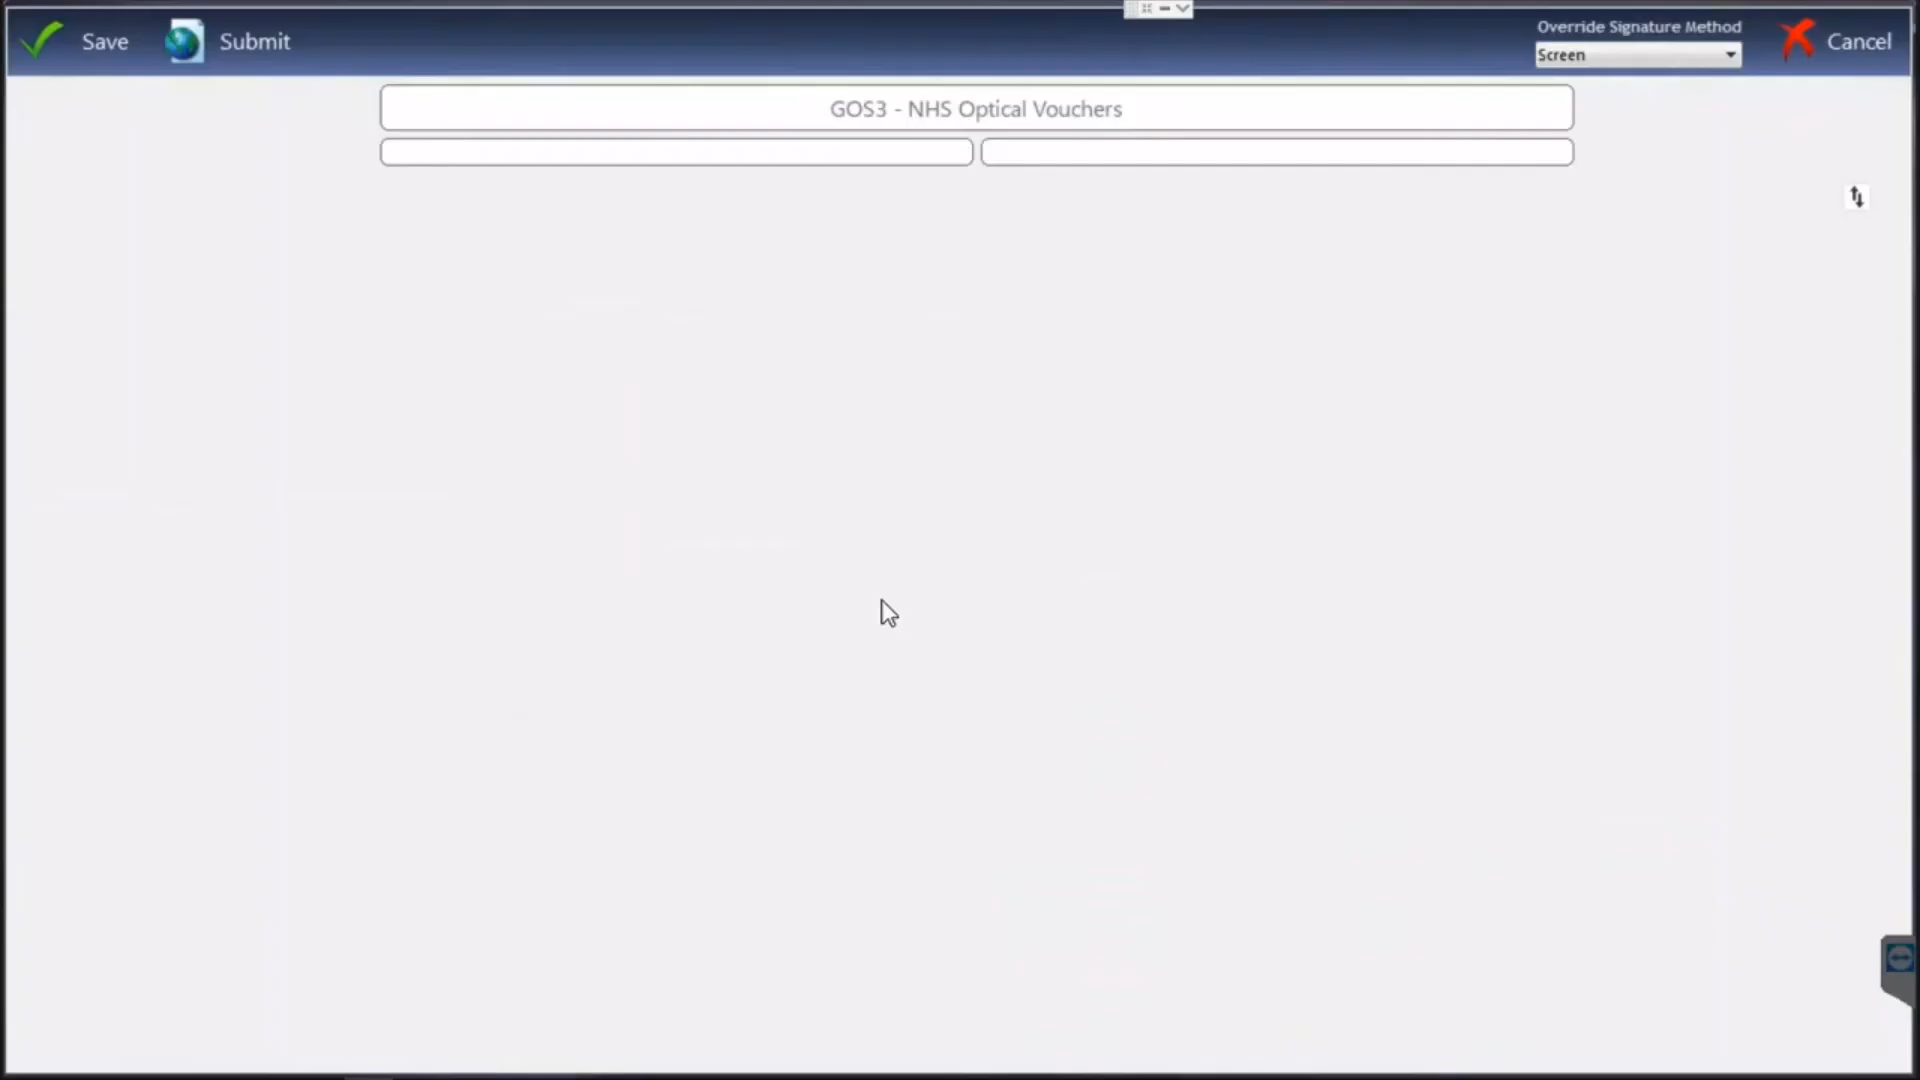 Save
Submit
Override Signature Method
Screen
Cancel
GOS3 - NHS Optical Vouchers